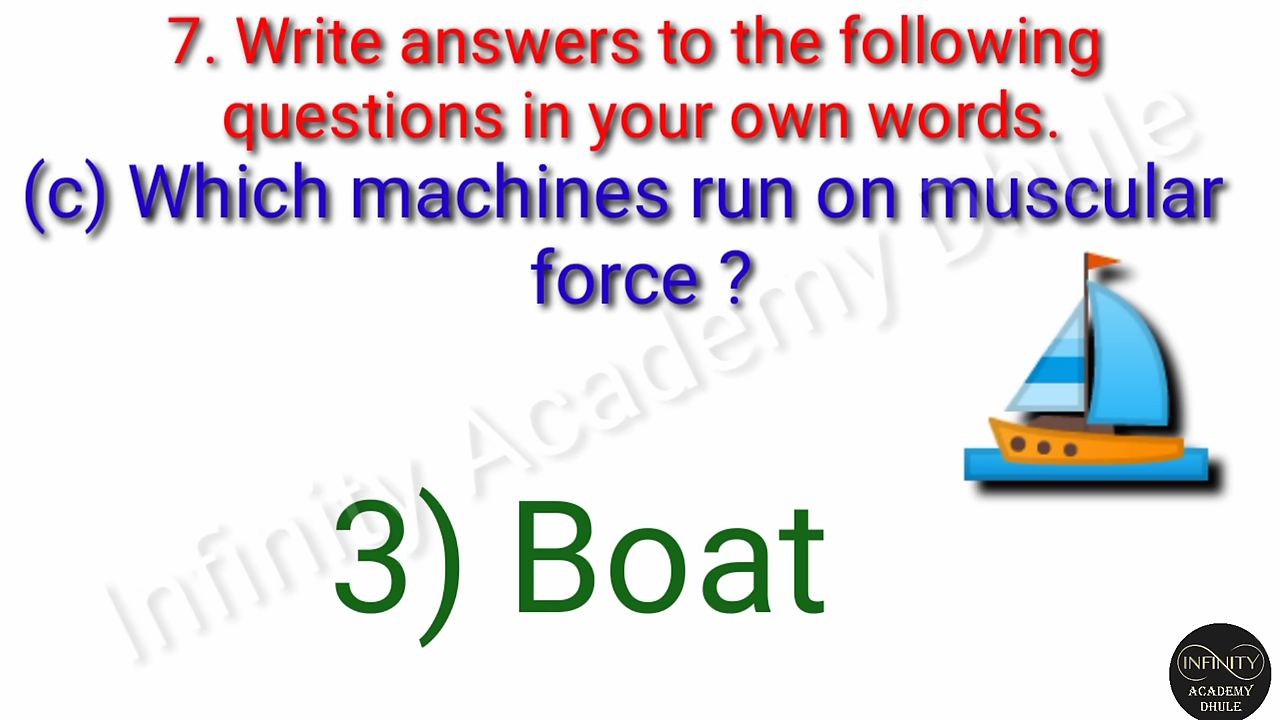 7. Write answers to the following
questions in your own words.
(c) Which machines run on muscular
force ?
Infinity Academy Dhule
3) Boat
INFINITY
ACADEMY
DHULE